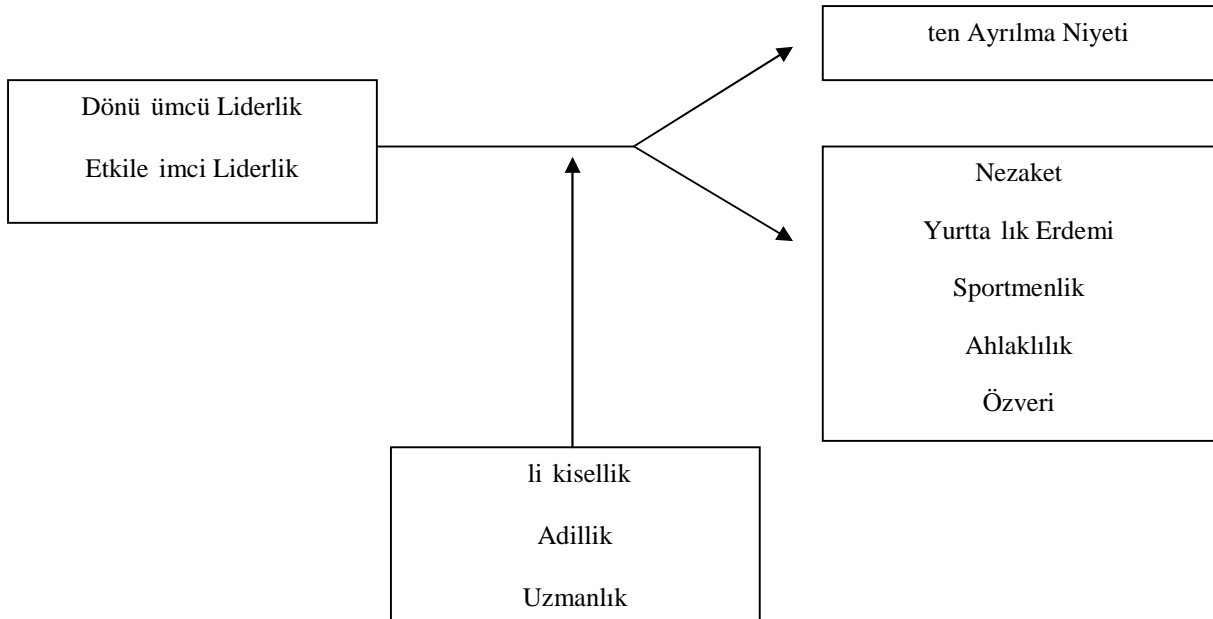 ten Ayrılma Niyeti
Dönü ümcü Liderlik
Etkile imci Liderlik
Nezaket
Yurtta lık Erdemi
Sportmenlik
Ahlaklılık
Özveri
li kisellik
Adillik
Uzmanlık